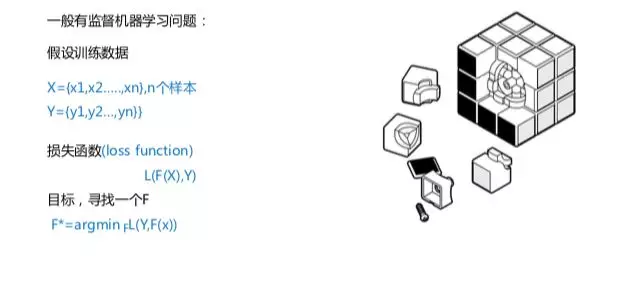 一般有监督机器学习问题：
假设训练数据
X={x1,x2.....,xn},n个样本
Y={y1,y2...,yn)}
损失函数(loss function)
L(F(X),Y)
目标，寻找一个F
F*=argmin FL(Y,F(x))